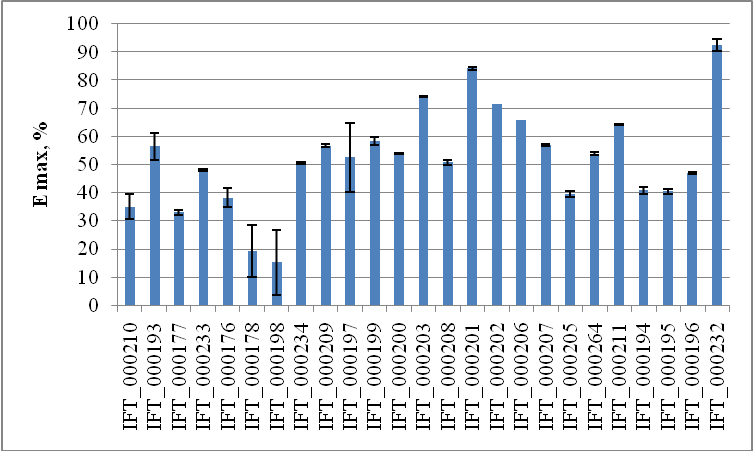 100
90
80
70
60
50
40
30
20
10
0
E max, %
IFT_000210
IFT_000193
IFT_000177
IFT_000233
IFT_000176
IFT_000178
IFT_000198
IFT_000234
IFT_000209
IFT_000197
IFT_000199
IFT_000200
IFT_000203
IFT_000208
IFT_000201
IFT_000202
IFT_000206
IFT_000207
IFT_000205
IFT_000264
IFT_000211
IFT_000194
IFT_000195
IFT_000196
IFT_000232